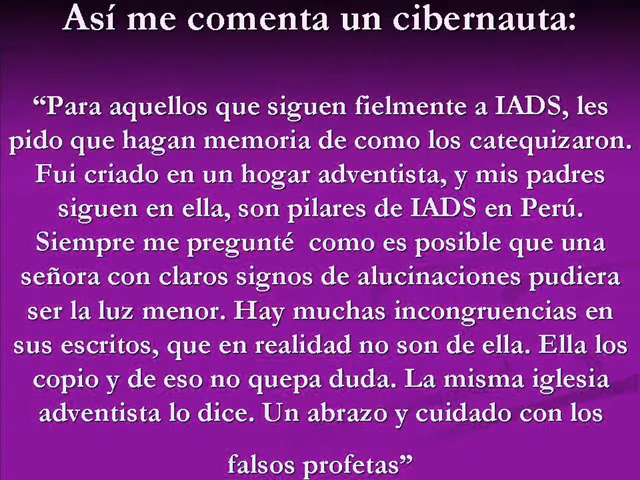 Así me comenta un cibernauta:
“Para aquellos que siguen fielmente a IADS, les
pido que hagan memoria de como los catequizaron.
Fui criado en un hogar adventista, y mis padres
siguen en ella, son pilares de IADS en Perú.
Siempre me pregunté como es posible que una
señora con claros signos de alucinaciones pudiera
ser la luz menor. Hay muchas incongruencias en
sus escritos, que en realidad no son de ella. Ella los
copio y de eso no quepa duda. La misma iglesia
adventista lo dice. Un abrazo y cuidado con los
falsos profetas”